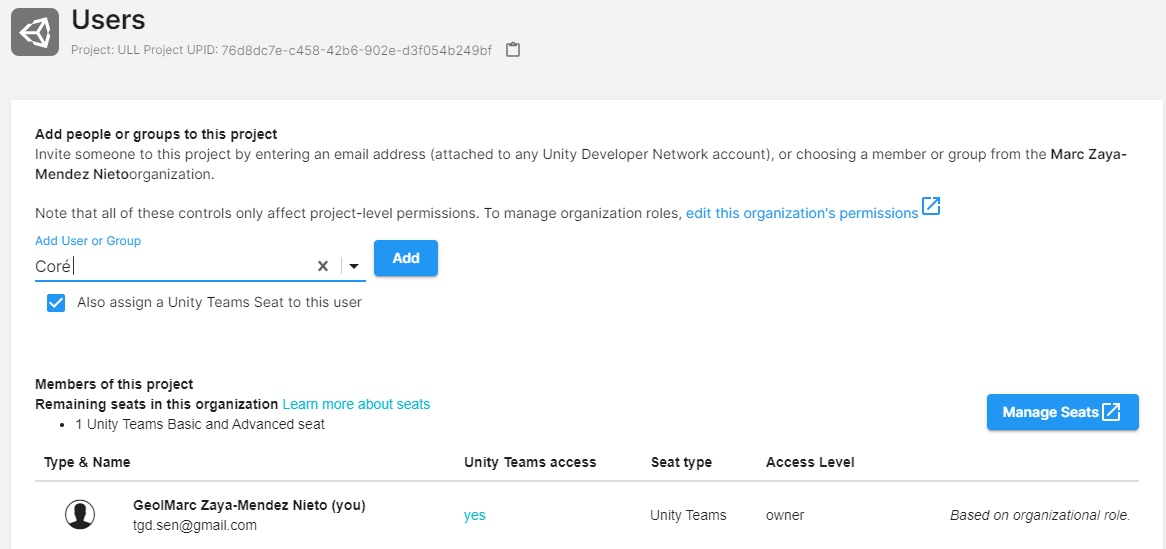 Users
Project: ULL Project UPID: 76d8dc7e-c458-42b6-902e-d3f054b249bf
Add people or groups to this project
Invite someone to this project by entering an email address (attached to any Unity Developer Network account), or choosing a member or group from the Marc Zaya-
Mendez Nietoorganization.
Note that all of these controls only affect project-level permissions. To manage organization roles, edit this organization's permissions
Add User or Group
Coré
Add
Also assign a Unity Teams Seat to this user
Members of this project
Remaining seats in this organization Learn more about seats
• 1 Unity Teams Basic and Advanced seat
Manage Seats
Type & Name Unity Teams access Seat type Access Level
GeolMarc Zaya-Mendez Nieto (you)
tgd.sen@gmail.com
yes Unity Teams owner Based on organizational role.